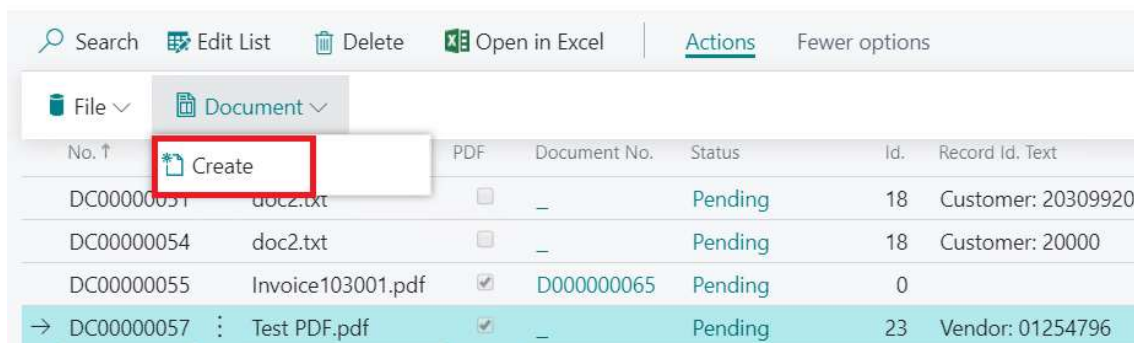 Search Edit List Delete Open in Excel Actions Fewer options
File Document
Create
No. ↑ PDF Document No. Status Id. Record Id. Text
doc2.txt _ Pending 18 Customer: 20309920
DC00000054 doc2.txt _ Pending 18 Customer: 20000
DC00000055 Invoice103001.pdf D000000065 Pending 0
→ DC00000057 ⋮ Test PDF.pdf _ Pending 23 Vendor: 01254796